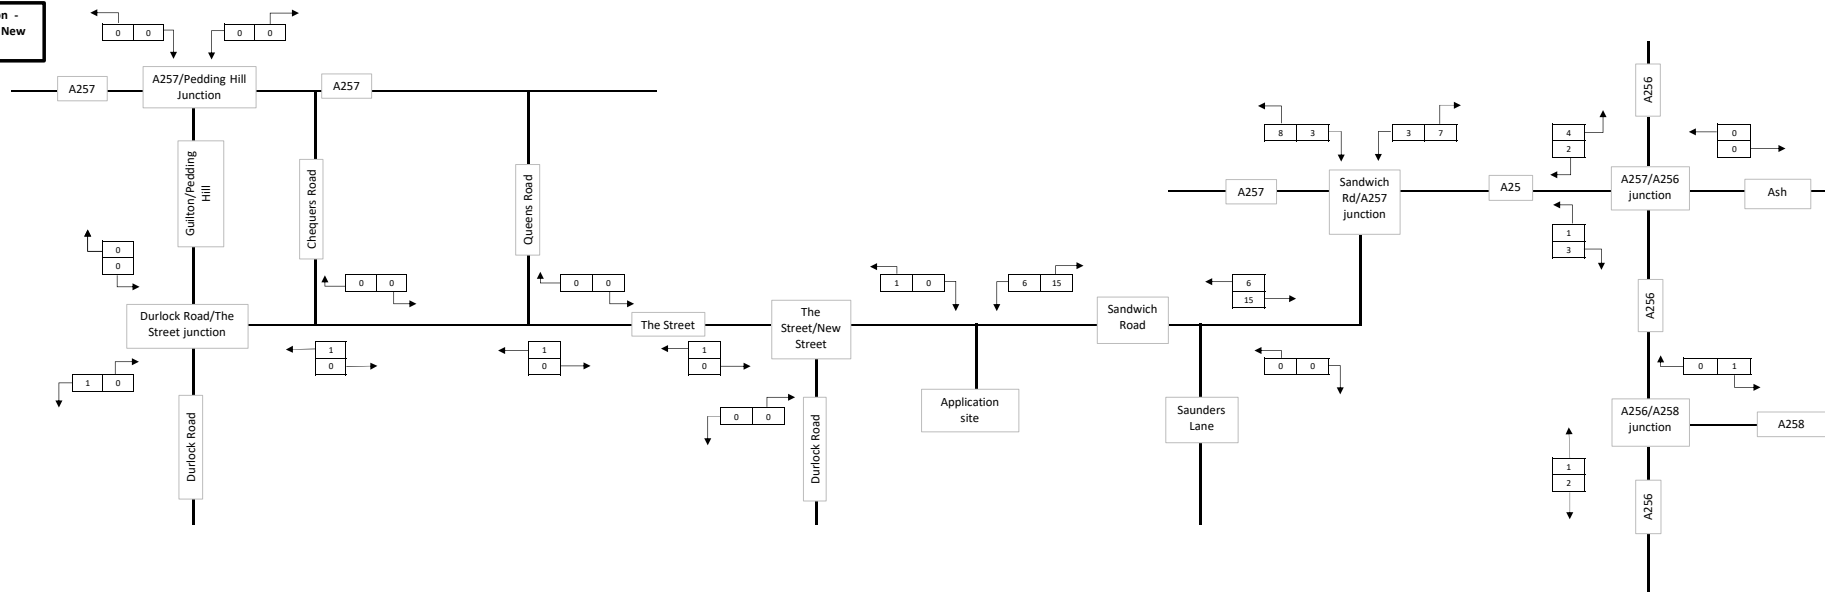 n -
New
0 0
0 0
A257
A257/Pedding Hill
Junction
A257
Guilton/Pedding
Hill
Chequers Road
Queens Road
0
0
0 0
0 0
Durlock Road/The
Street junction
1
0
1
0
The Street
1
0
1 0
Durlock Road
The
Street/New
Street
0 0
Durlock Road
1 0
6 15
Application
site
Sandwich
Road
6
15
Saunders
Lane
0 0
8 3
3 7
A257
Sandwich
Rd/A257
junction
A25
4
2
A256
0
0
A257/A256
junction
Ash
1
3
A256
0 1
A256/A258
junction
A258
1
2
A256